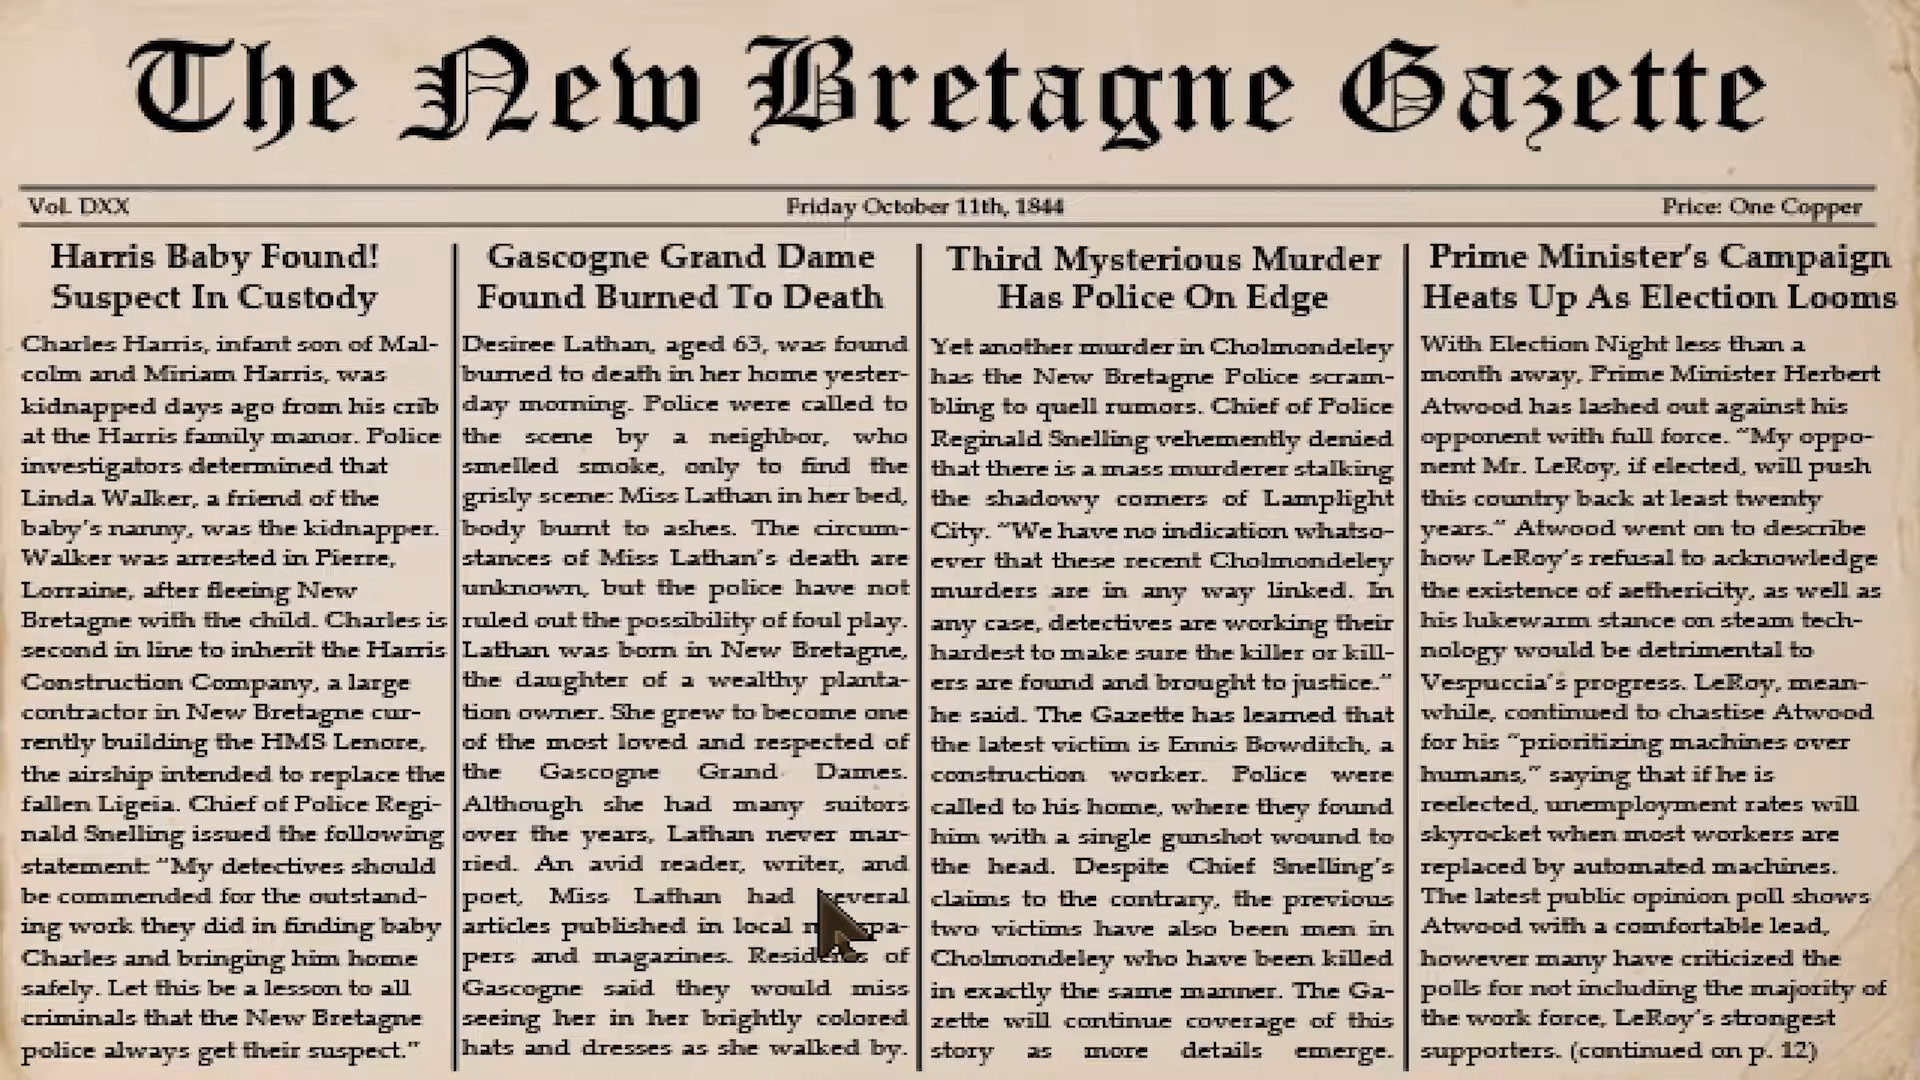 The New Bretagne Gazette
Vol. DXX
Friday October 11th, 1844
Price: One Copper
Harris Baby Found!
Suspect In Custody
Charles Harris, infant son of Mal-
colm and Miriam Harris, was
kidnapped days ago from his crib
at the Harris family manor. Police
investigators determined that
Linda Walker, a friend of the
baby's nanny, was the kidnapper.
Walker was arrested in Pierre,
Lorraine, after fleeing New
Bretagne with the child. Charles is
second in line to inherit the Harris
Construction Company, a large
contractor in New Bretagne cur-
rently building the HMS Lenore,
the airship intended to replace the
fallen Ligeia. Chief of Police Regi-
nald Snelling issued the following
statement: "My detectives should
be commended for the outstand-
ing work they did in finding baby
Charles and bringing him home
safely. Let this be a lesson to all
criminals that the New Bretagne
police always get their suspect."
Gascogne Grand Dame
Found Burned To Death
Desiree Lathan, aged 63, was found
burned to death in her home yester-
day morning. Police were called to
the scene by a neighbor, who
smelled smoke, only to find the
grisly scene: Miss Lathan in her bed,
body burnt to ashes. The circum-
stances of Miss Lathan's death are
unknown, but the police have not
ruled out the possibility of foul play.
Lathan was born in New Bretagne,
the daughter of a wealthy planta-
tion owner. She grew to become one
of the most loved and respected of
the Gascogne Grand Dames.
Although she had many suitors
over the years, Lathan never mar-
ried. An avid reader, writer, and
poet, Miss Lathan had several
articles published in local
pers and magazines. Residents of
Gascogne said they would miss
seeing her in her brightly colored
hats and dresses as she walked by.
Third Mysterious Murder
Has Police On Edge
Yet another murder in Cholmondeley
has the New Bretagne Police scram-
bling to quell rumors. Chief of Police
Reginald Snelling vehemently denied
that there is a mass murderer stalking
the shadowy corners of Lamplight
City. "We have no indication whatso-
ever that these recent Cholmondeley
murders are in any way linked. In
any case, detectives are working their
hardest to make sure the killer or kill-
ers are found and brought to justice."
he said. The Gazette has learned that
the latest victim is Ennis Bowditch, a
construction worker. Police were
called to his home, where they found
him with a single gunshot wound to
the head. Despite Chief Snelling's
claims to the contrary, the previous
two victims have also been men in
Cholmondeley who have been killed
in exactly the same manner. The Ga-
zette will continue coverage of this
story as more details emerge.
Prime Minister's Campaign
Heats Up As Election Looms
With Election Night less than a
month away, Prime Minister Herbert
Atwood has lashed out against his
opponent with full force. "My oppo-
nent Mr. LeRoy, if elected, will push
this country back at least twenty
years." Atwood went on to describe
how LeRoy's refusal to acknowledge
the existence of aethericity, as well as
his lukewarm stance on steam tech-
nology would be detrimental to
Vespuccia's progress. LeRoy, mean-
while, continued to chastise Atwood
for his "prioritizing machines over
humans," saying that if he is
reelected, unemployment rates will
skyrocket when most workers are
replaced by automated machines.
The latest public opinion poll shows
Atwood with a comfortable lead,
however many have criticized the
polls for not including the majority of
the work force, LeRoy's strongest
supporters. (continued on p. 12)